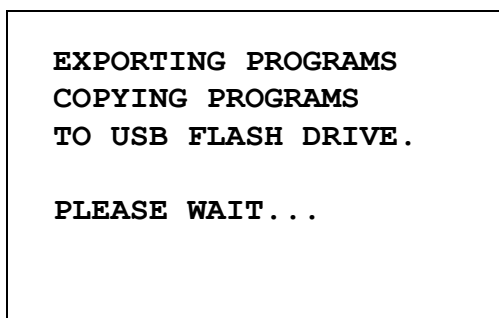 EXPORTING PROGRAMS
COPYING PROGRAMS
TO USB FLASH DRIVE.
PLEASE WAIT...